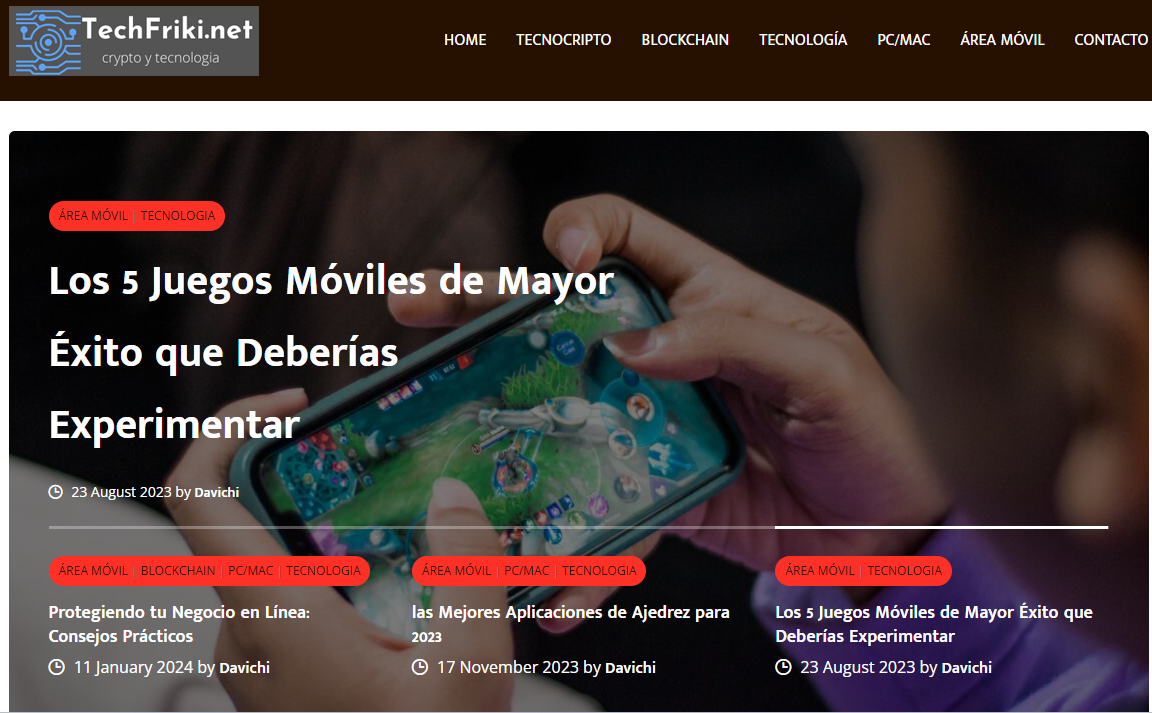 TechFriki.net
crypto y tecnologia
HOME TECNOCRIPTO BLOCKCHAIN TECNOLOGÍA PC/MAC ÁREA MÓVIL CONTACTO
ÁREA MÓVIL | TECNOLOGIA
Los 5 Juegos Móviles de Mayor
Éxito que Deberías
Experimentar
23 August 2023 by Davichi
ÁREA MÓVIL | BLOCKCHAIN | PC/MAC | TECNOLOGIA
Protegiendo tu Negocio en Línea:
Consejos Prácticos
11 January 2024 by Davichi
ÁREA MÓVIL | PC/MAC | TECNOLOGIA
las Mejores Aplicaciones de Ajedrez para
2023
17 November 2023 by Davichi
ÁREA MÓVIL | TECNOLOGIA
Los 5 Juegos Móviles de Mayor Éxito que
Deberías Experimentar
23 August 2023 by Davichi